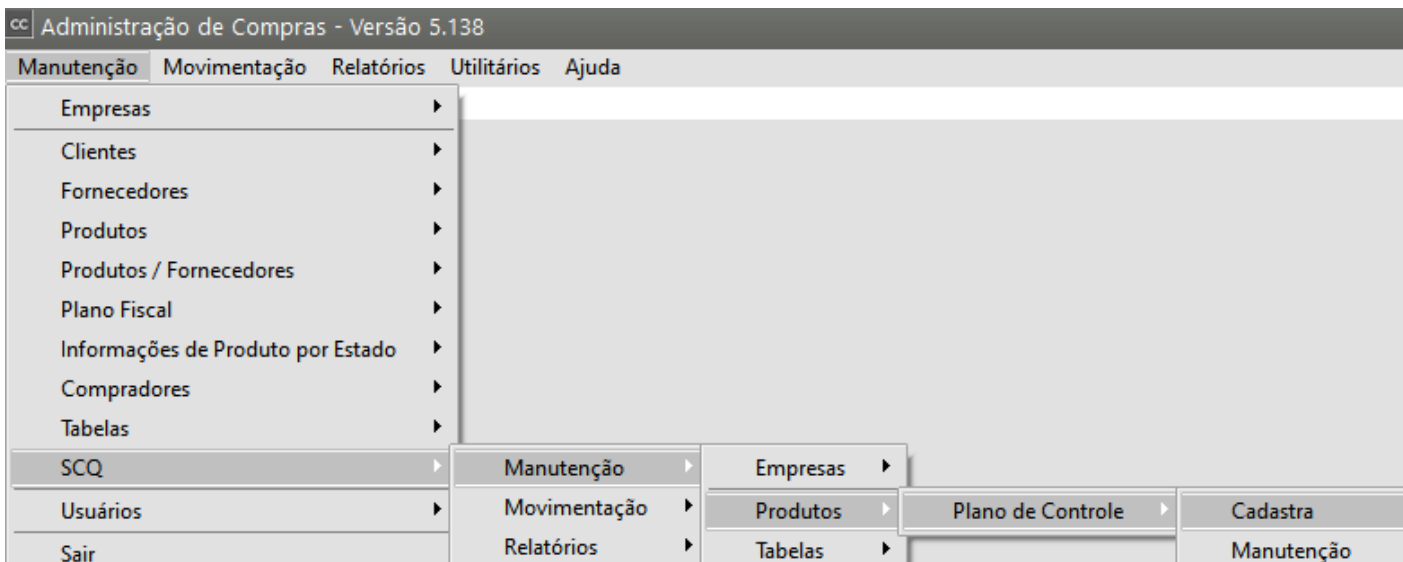 cc Administração de Compras - Versão 5.138
Manutenção Movimentação Relatórios Utilitários Ajuda
Empresas
Clientes
Fornecedores
Produtos
Produtos / Fornecedores
Plano Fiscal
Informações de Produto por Estado
Compradores
Tabelas
SCQ Manutenção Empresas
Usuários Movimentação Produtos Plano de Controle Cadastra
Sair Relatórios Tabelas Manutenção